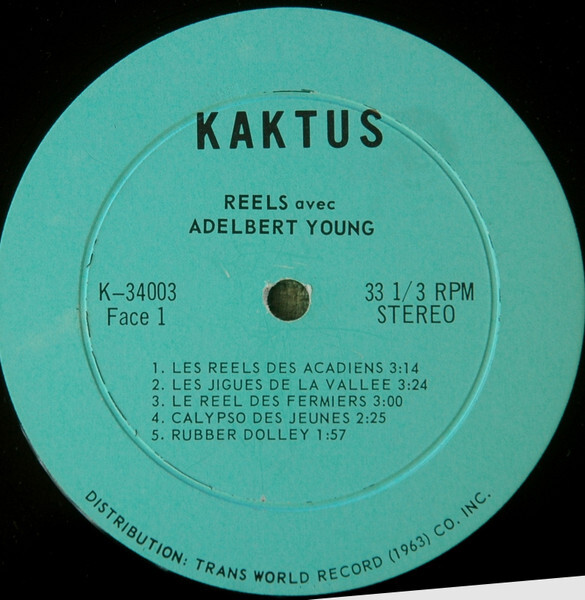 KAKTUS
REELS avec
ADELBERT YOUNG
K-34003
Face 1
33 1/3 RPM
STEREO
1. LES REELS DES ACADIENS 3:14
2. LES JIGUES DE LA VALLEE 3:24
3. LE REEL DES FERMIERS 3:00
4. CALYPSO DES JEUNES 2:25
5. RUBBER DOLLEY 1:57
DISTRIBUTION: TRANS WORLD RECORD (1963) CO. INC.